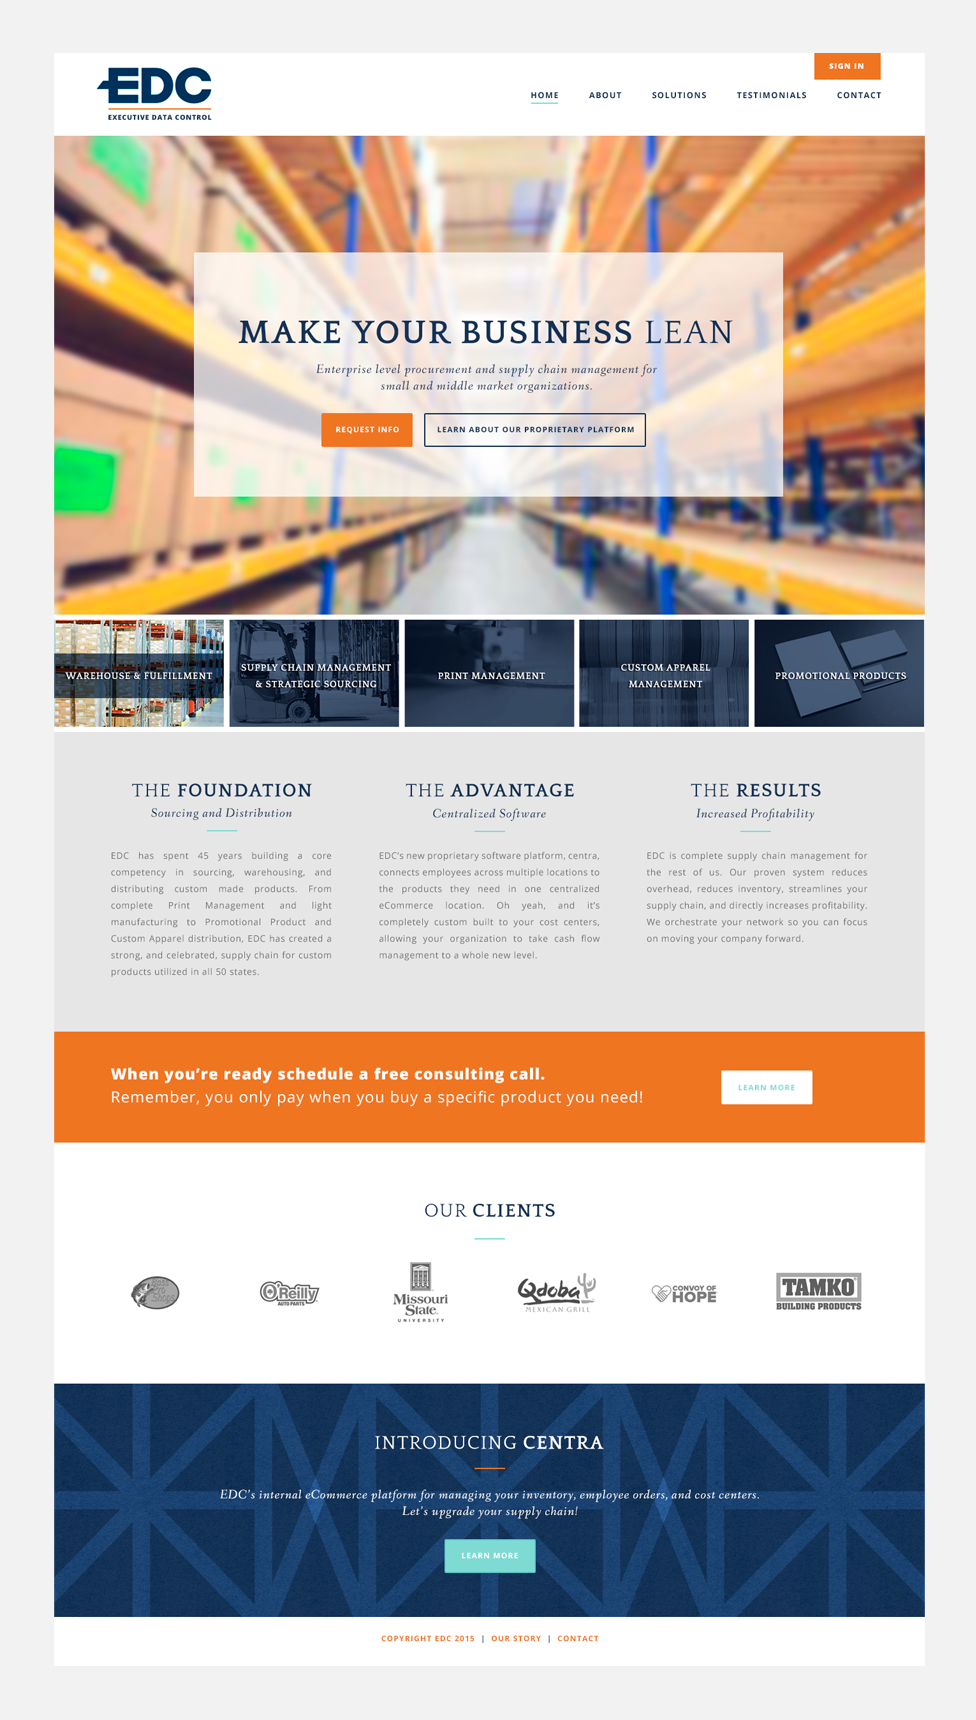 SIGN IN
EDC
EXECUTIVE DATA CONTROL
HOME ABOUT SOLUTIONS TESTIMONIALS CONTACT
MAKE YOUR BUSINESS LEAN
Enterprise level procurement and supply chain management for
small and middle market organizations.
REQUEST INFO
LEARN ABOUT OUR PROPRIETARY PLATFORM
WAREHOUSE & FULFILLMENT
SUPPLY CHAIN MANAGEMENT
& STRATEGIC SOURCING
PRINT MANAGEMENT
CUSTOM APPAREL
MANAGEMENT
PROMOTIONAL PRODUCTS
THE FOUNDATION
Sourcing and Distribution
EDC has spent 45 years building a core
competency in sourcing, warehousing, and
distributing custom made products. From
complete Print Management and light
manufacturing to Promotional Product and
Custom Apparel distribution, EDC has created a
strong, and celebrated, supply chain for custom
products utilized in all 50 states.
THE ADVANTAGE
Centralized Software
EDC's new proprietary software platform, centra,
connects employees across multiple locations to
the products they need in one centralized
eCommerce location. Oh yeah, and it's
completely custom built to your cost centers,
allowing your organization to take cash flow
management to a whole new level.
THE RESULTS
Increased Profitability
EDC is complete supply chain management for
the rest of us. Our proven system reduces
overhead, reduces inventory, streamlines your
supply chain, and directly increases profitability.
We orchestrate your network so you can focus
on moving your company forward.
When you're ready schedule a free consulting call.
Remember, you only pay when you buy a specific product you need!
LEARN MORE
OUR CLIENTS
O'Reilly
AUTO PARTS
Missouri
State
UNIVERSITY
Qdoba
MEXICAN GRILL
CONVOY OF
HOPE
TAMKO
BUILDING PRODUCTS
INTRODUCING CENTRA
EDC's internal eCommerce platform for managing your inventory, employee orders, and cost centers.
Let's upgrade your supply chain!
LEARN MORE
COPYRIGHT EDC 2015 | OUR STORY | CONTACT